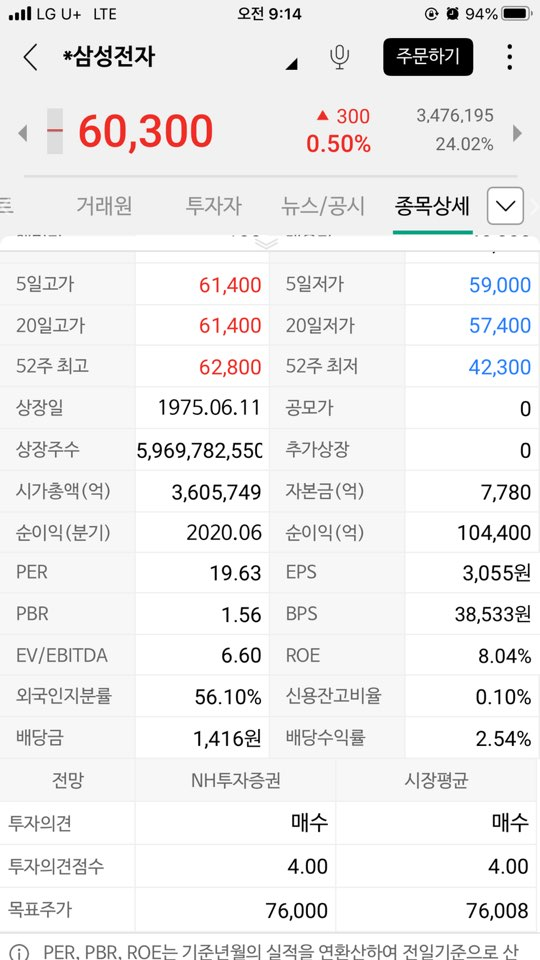 LG U+ LTE 오전 9:14 94%
*삼성전자 주문하기
60,300 ▲ 300 0.50% 3,476,195 24.02%
거래원 투자자 뉴스/공시 종목상세
5일고가 61,400 5일저가 59,000
20일고가 61,400 20일저가 57,400
52주 최고 62,800 52주 최저 42,300
상장일 1975.06.11 공모가 0
상장주수 5,969,782,550 추가상장 0
시가총액(억) 3,605,749 자본금(억) 7,780
순이익(분기) 2020.06 순이익(억) 104,400
PER 19.63 EPS 3,055원
PBR 1.56 BPS 38,533원
EV/EBITDA 6.60 ROE 8.04%
외국인지분률 56.10% 신용잔고비율 0.10%
배당금 1,416원 배당수익률 2.54%
전망 NH투자증권 시장평균
투자의견 매수 매수
투자의견점수 4.00 4.00
목표주가 76,000 76,008
PER, PBR, ROE는 기준년월의 실적을 연환산하여 전일기준으로 산